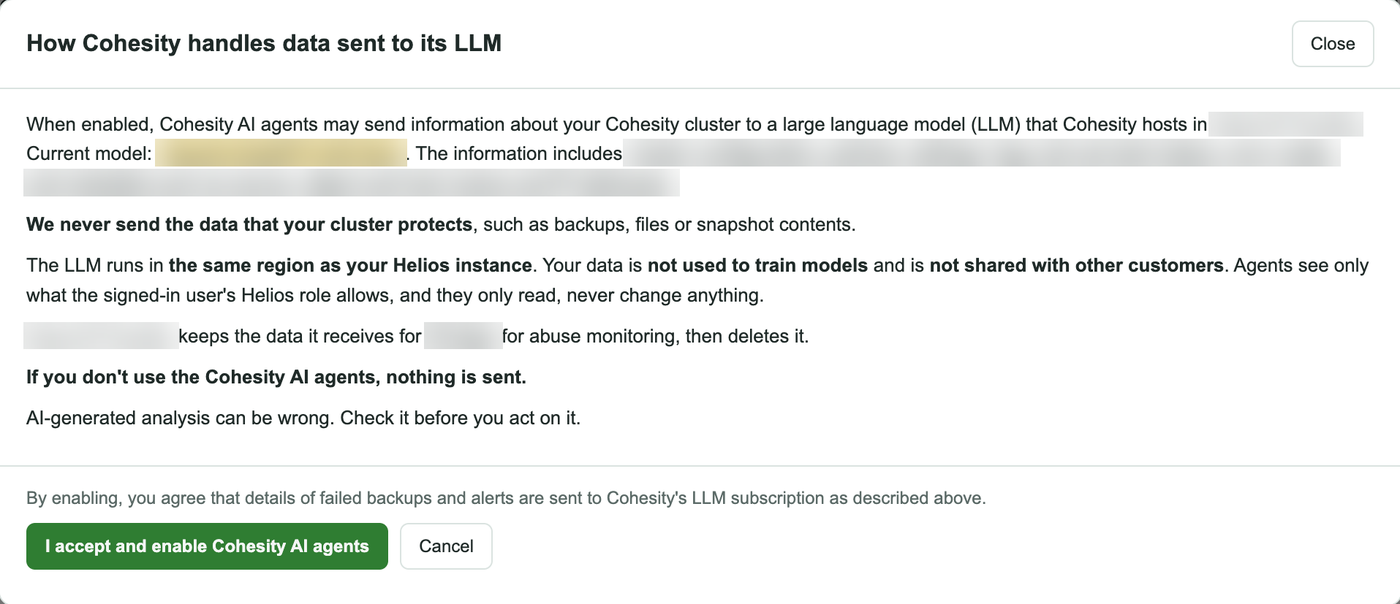 How Cohesity handles data sent to its LLM
Close
When enabled, Cohesity AI agents may send information about your Cohesity cluster to a large language model (LLM) that Cohesity hosts in
Current model: . The information includes
We never send the data that your cluster protects, such as backups, files or snapshot contents.
The LLM runs in the same region as your Helios instance. Your data is not used to train models and is not shared with other customers. Agents see only
what the signed-in user's Helios role allows, and they only read, never change anything.
keeps the data it receives for for abuse monitoring, then deletes it.
If you don't use the Cohesity AI agents, nothing is sent.
AI-generated analysis can be wrong. Check it before you act on it.
By enabling, you agree that details of failed backups and alerts are sent to Cohesity's LLM subscription as described above.
I accept and enable Cohesity AI agents
Cancel